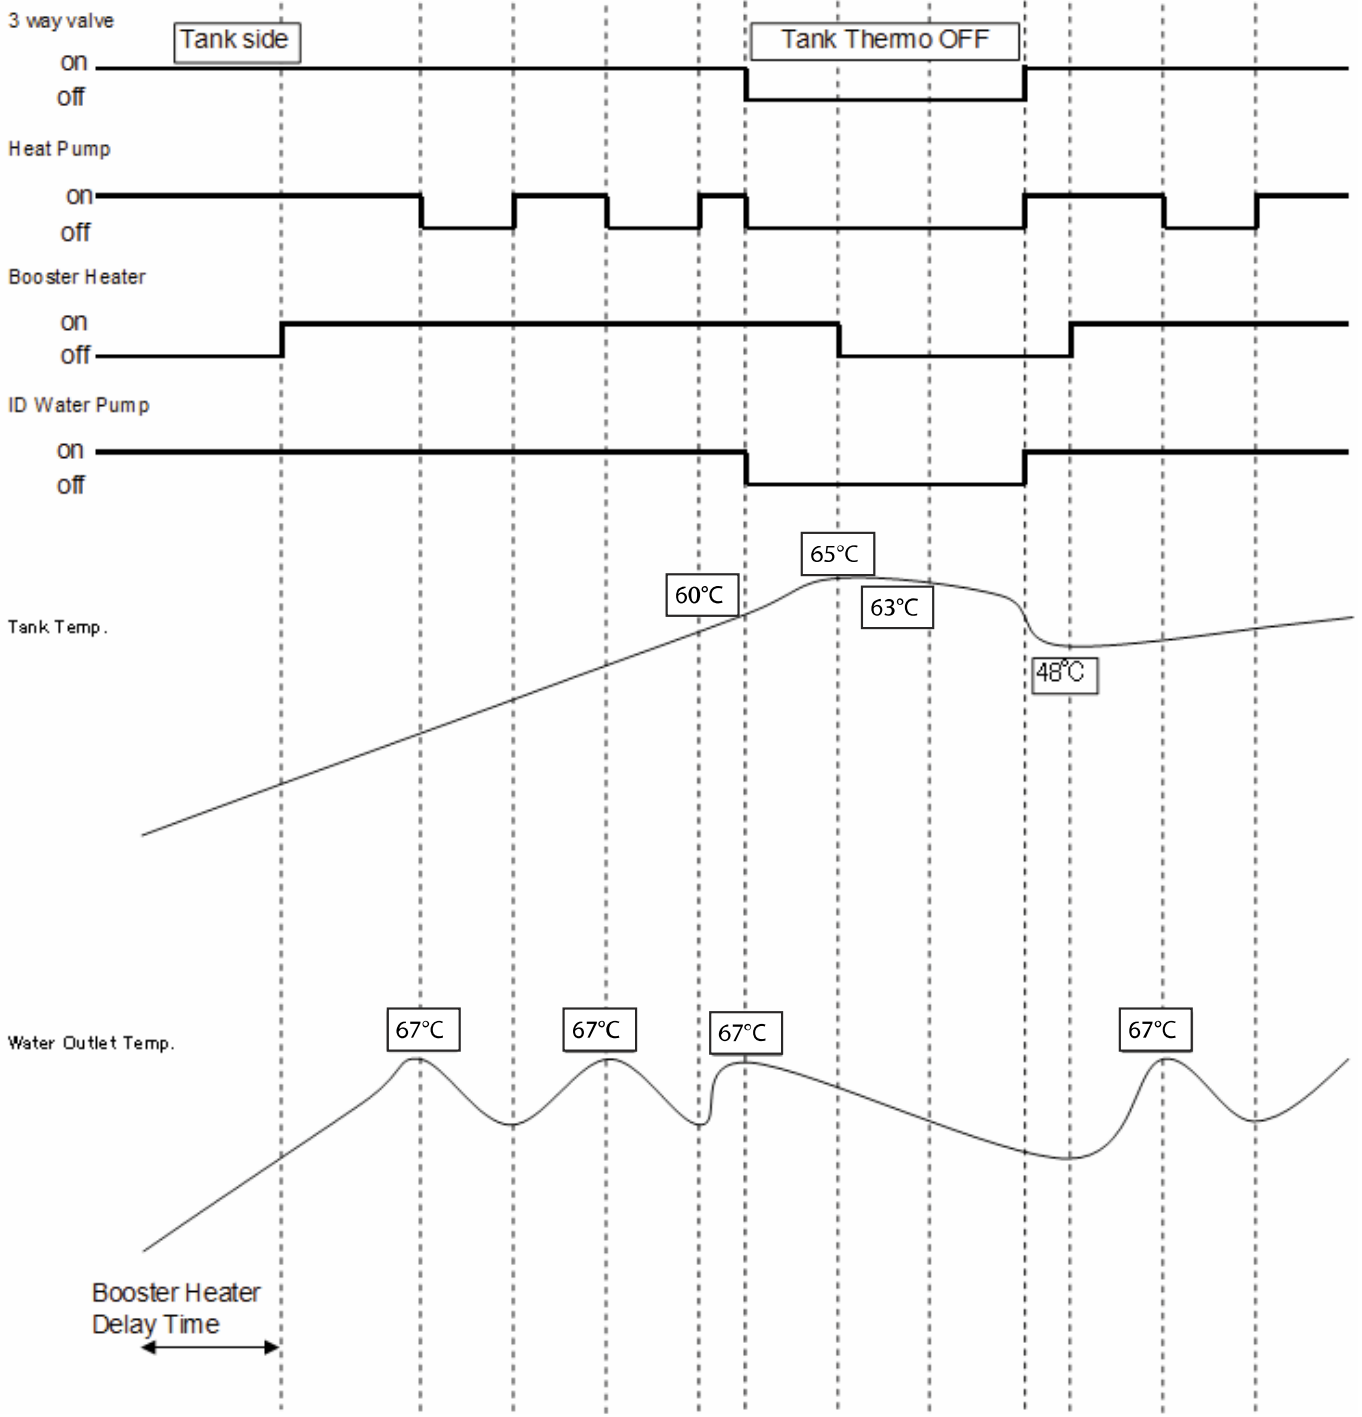 3 way valve
Tank side
Tank Thermo OFF
on
off
Heat Pump
on
off
Booster Heater
on
off
ID Water Pump
on
off
65°C
60°C
63°C
Tank Temp.
48°C
67°C
67°C
67°C
67°C
Water Outlet Temp.
Booster Heater
Delay Time